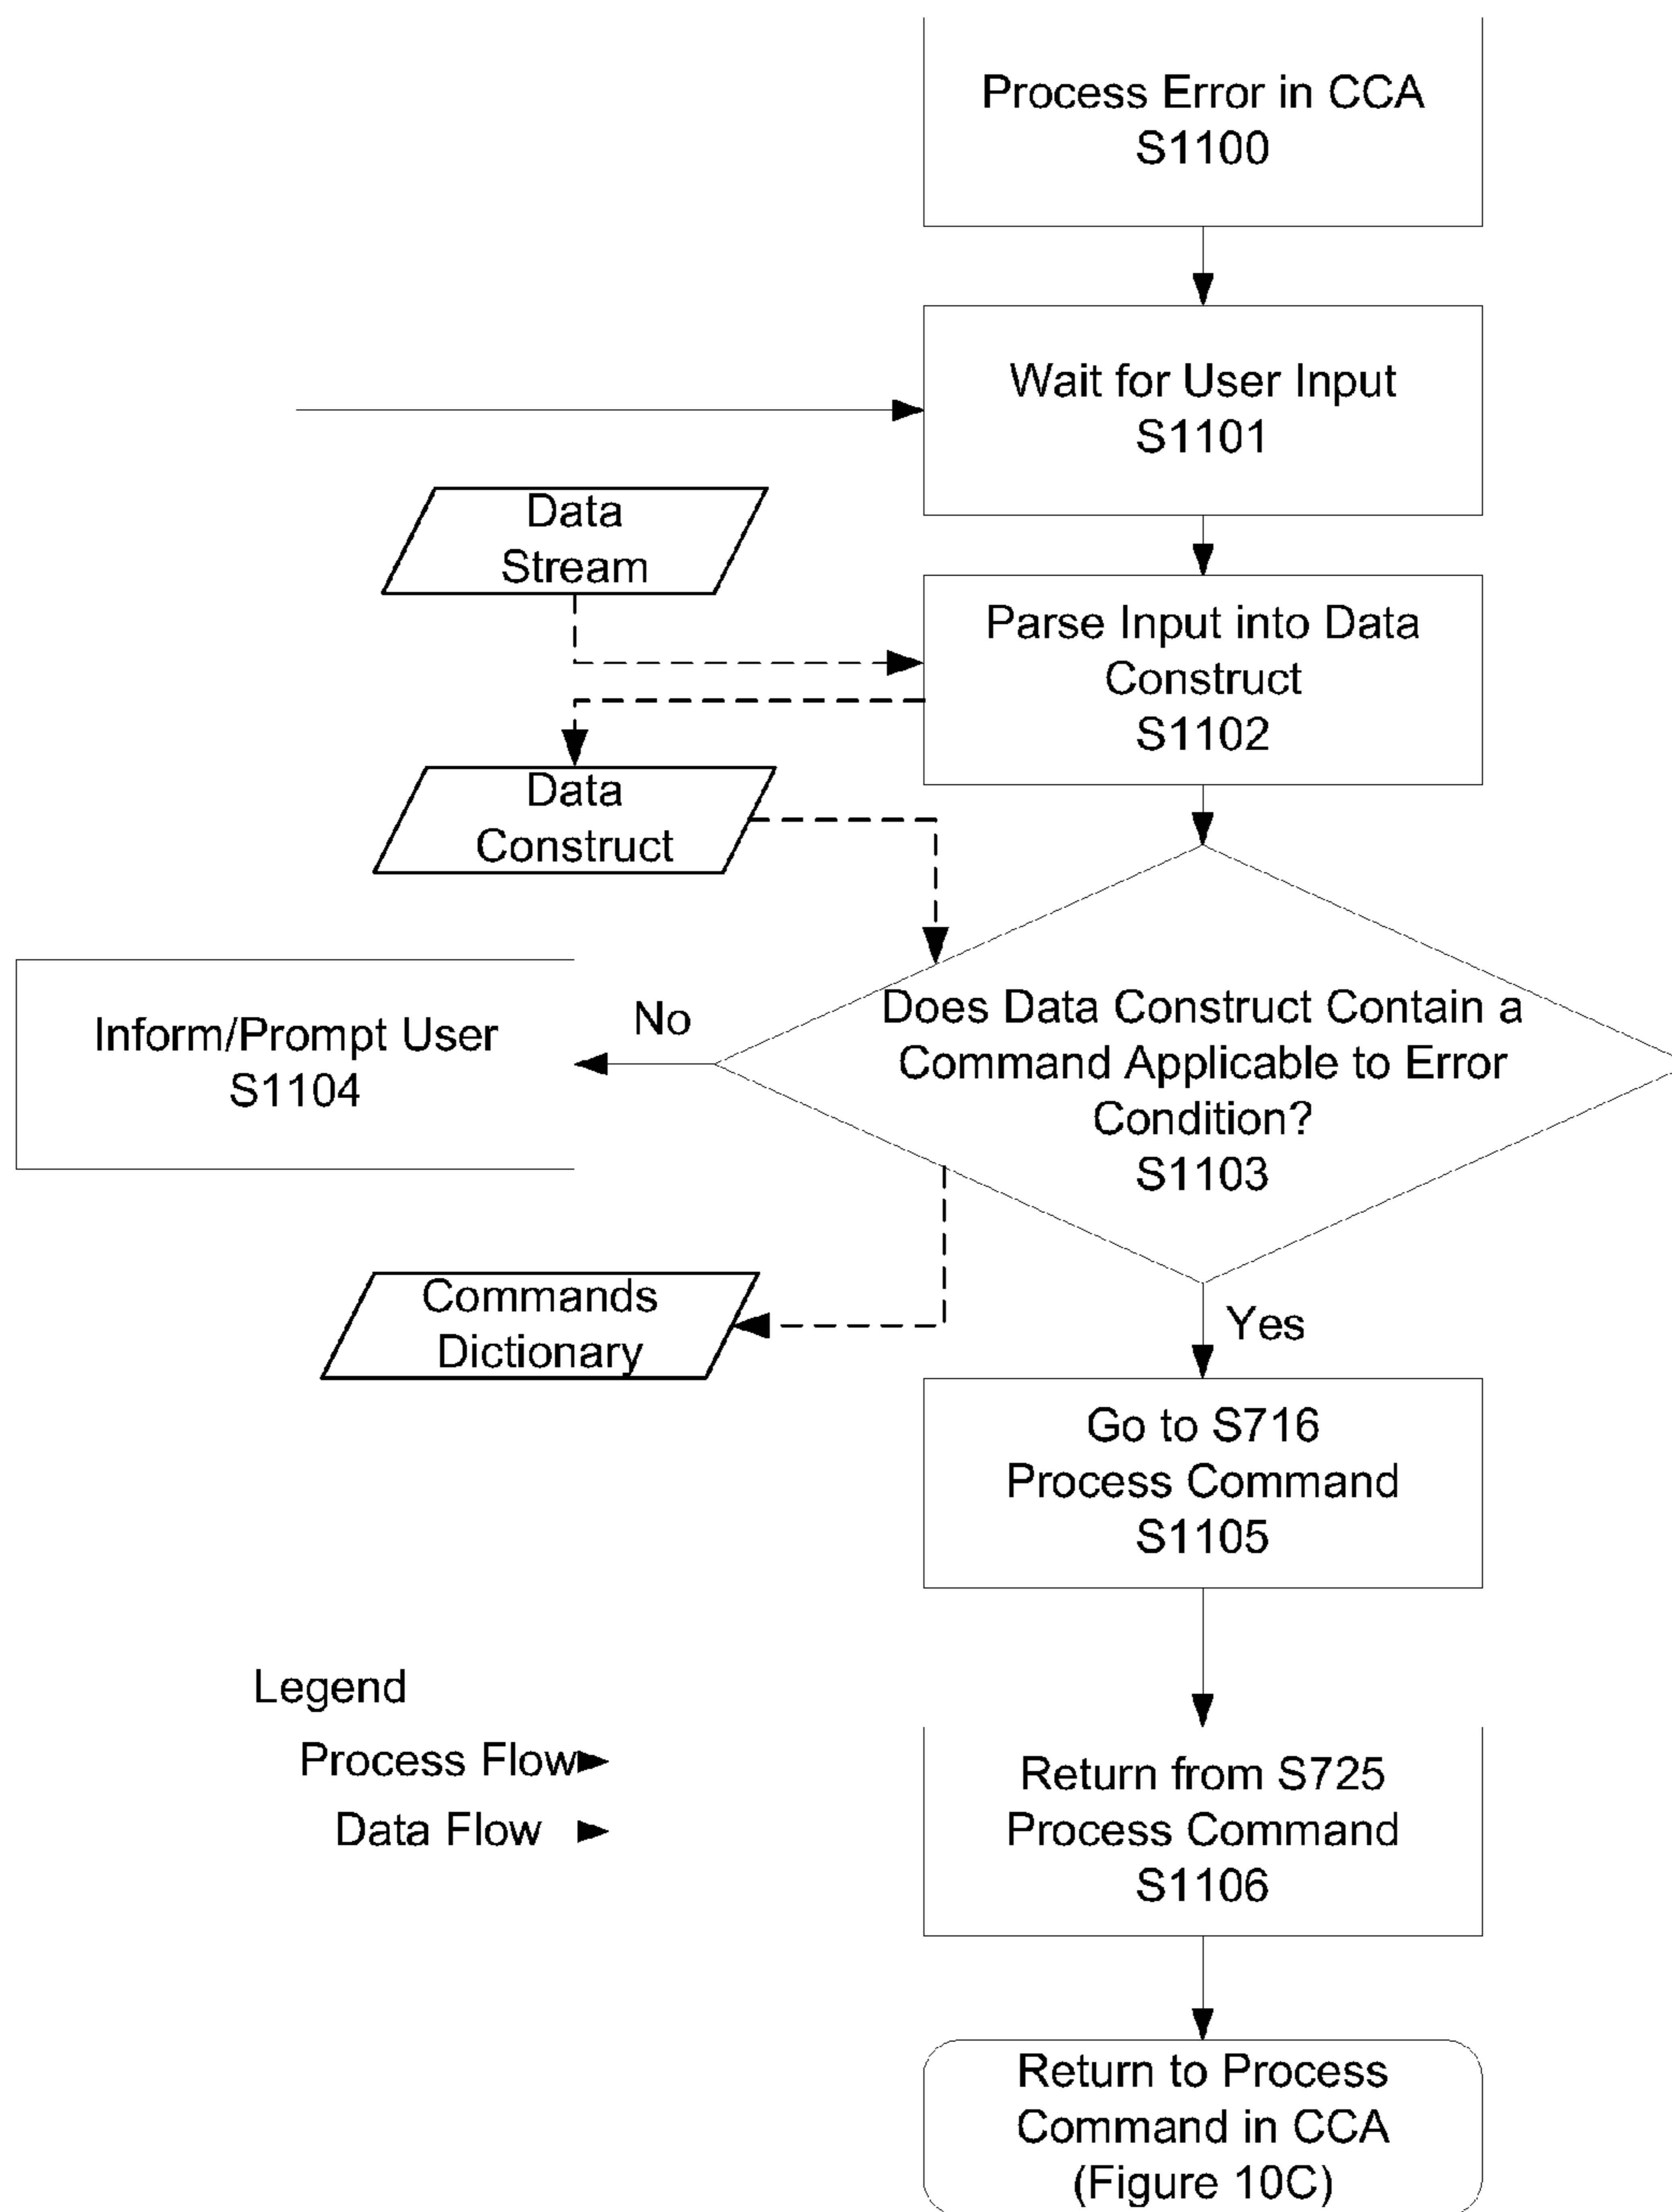 Process Error in CCA
S1100
Wait for User Input
S1101
Data
Stream
Parse Input into Data
Construct
S1102
Data
Construct
Does Data Construct Contain a
Command Applicable to Error
Condition?
S1103
No
Inform/Prompt User
S1104
Commands
Dictionary
Yes
Go to S716
Process Command
S1105
Legend
Process Flow
Data Flow
Return from S725
Process Command
S1106
Return to Process
Command in CCA
(Figure 10C)